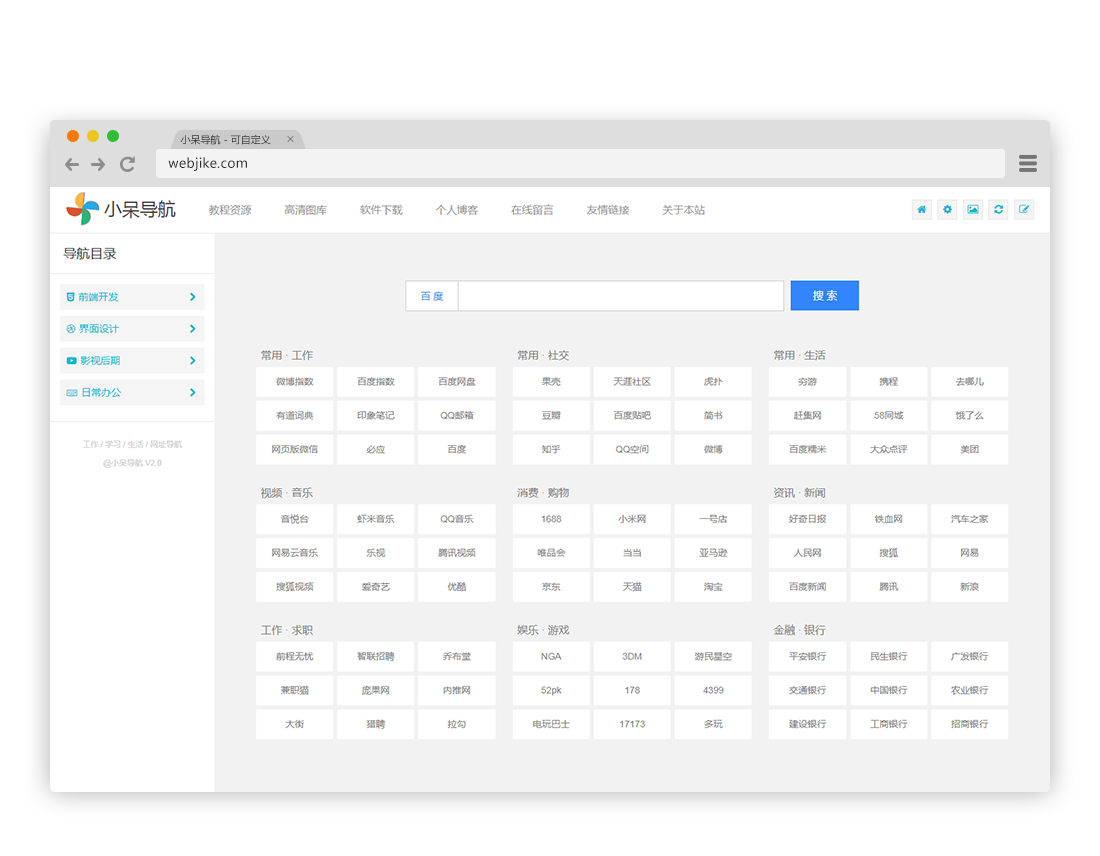 小呆导航 - 可自定义 ×
webjike.com
小呆导航 教程资源 高清图库 软件下载 个人博客 在线留言 友情链接 关于本站
导航目录
前端开发
界面设计
影视后期
日常办公
工作 / 学习 / 生活 / 网址导航
@小呆导航 V2.0
百度 搜索
常用 · 工作
微博指数 百度指数 百度网盘
有道词典 印象笔记 QQ邮箱
网页版微信 必应 百度
常用 · 社交
果壳 天涯社区 虎扑
豆瓣 百度贴吧 简书
知乎 QQ空间 微博
常用 · 生活
穷游 携程 去哪儿
赶集网 58同城 饿了么
百度糯米 大众点评 美团
视频 · 音乐
音悦台 虾米音乐 QQ音乐
网易云音乐 乐视 腾讯视频
搜狐视频 爱奇艺 优酷
消费 · 购物
1688 小米网 一号店
唯品会 当当 亚马逊
京东 天猫 淘宝
资讯 · 新闻
好奇日报 铁血网 汽车之家
人民网 搜狐 网易
百度新闻 腾讯 新浪
工作 · 求职
前程无忧 智联招聘 乔布堂
兼职猫 庞果网 内推网
大街 猎聘 拉勾
娱乐 · 游戏
NGA 3DM 游民星空
52pk 178 4399
电玩巴士 17173 多玩
金融 · 银行
平安银行 民生银行 广发银行
交通银行 中国银行 农业银行
建设银行 工商银行 招商银行